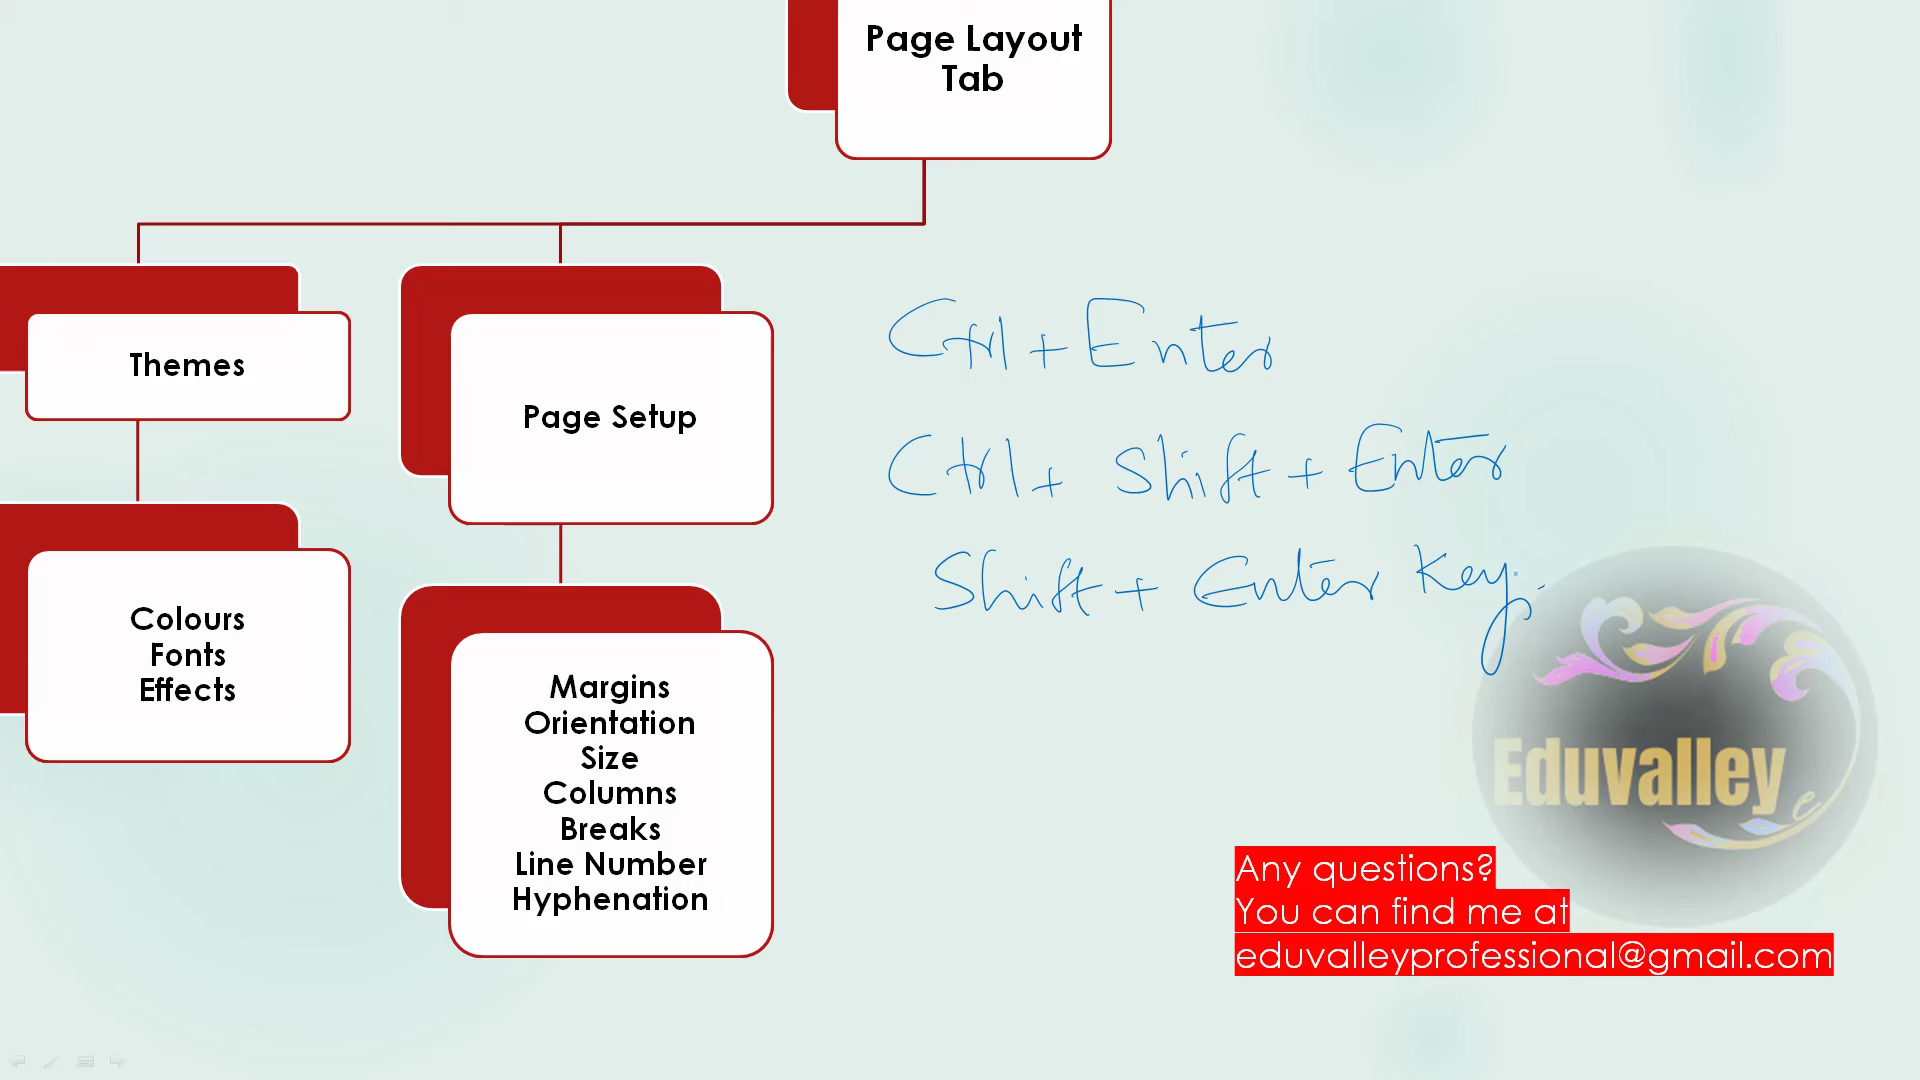 Page Layout
Tab
Themes
Page Setup
Colours
Fonts
Effects
Margins
Orientation
Size
Columns
Breaks
Line Number
Hyphenation
Ctrl + Enter
Ctrl + Shift + Enter
Shift + Enter Key.
Eduvalley
e
Any questions?
You can find me at
eduvalleyprofessional@gmail.com